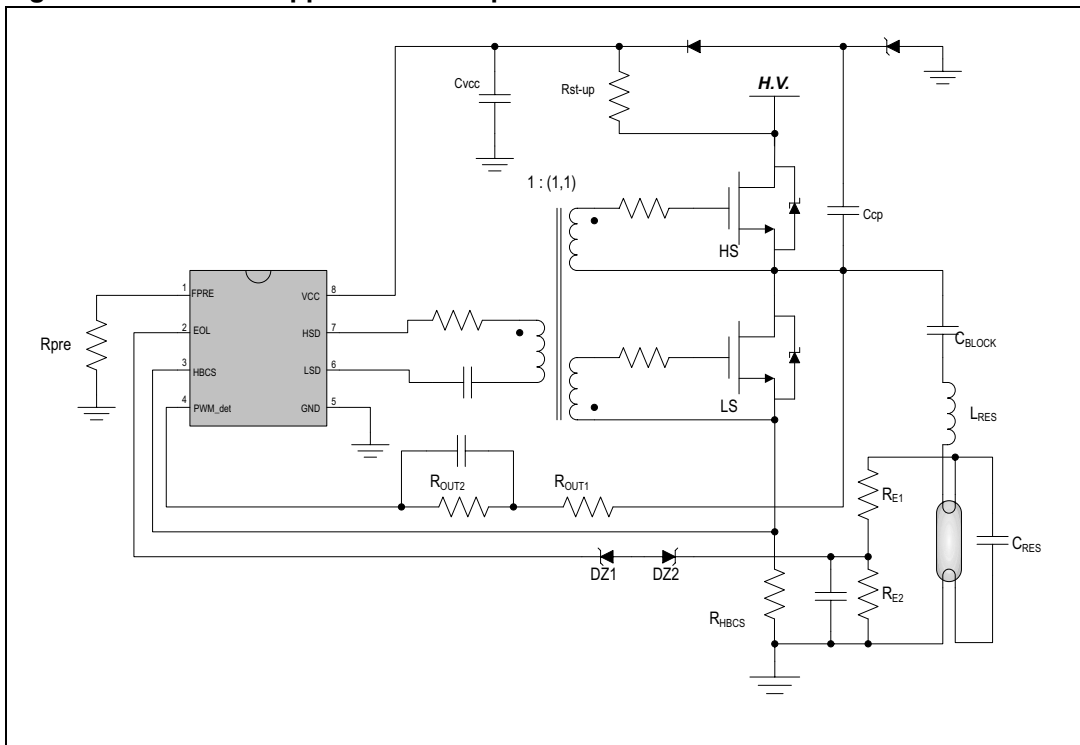 Cvcc
Rst-up
H.V.
1 : (1,1)
Ccp
HS
1
FPRE
VCC
8
2
EOL
HSD
7
3
HBCS
LSD
6
4
PWM_det
GND
5
Rpre
LS
CBLOCK
LRES
ROUT2
ROUT1
RE1
CRES
DZ1
DZ2
RE2
RHBCS